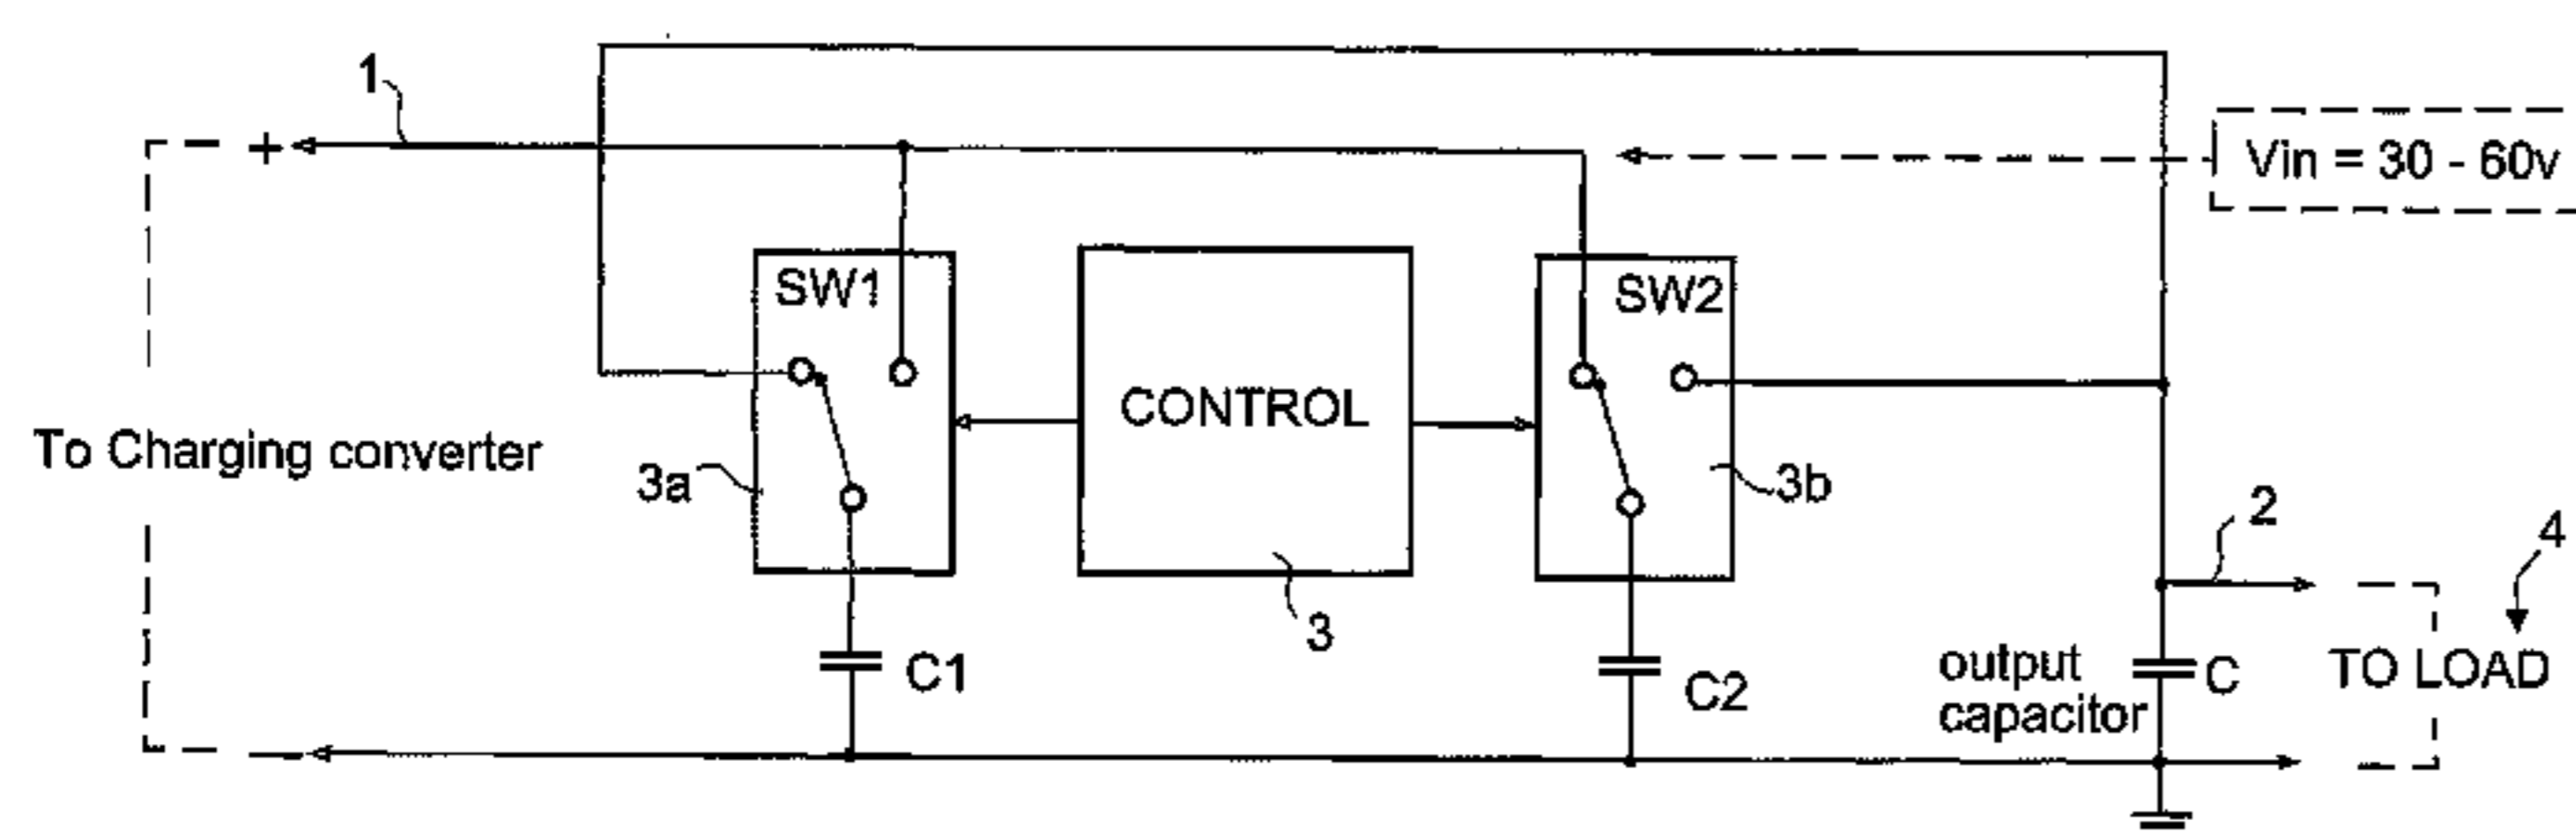 1
+
Vin = 30 - 60v
SW1
CONTROL
SW2
To Charging converter
3a
3
3b
2
4
C1
C2
output
capacitor
C
TO LOAD
−